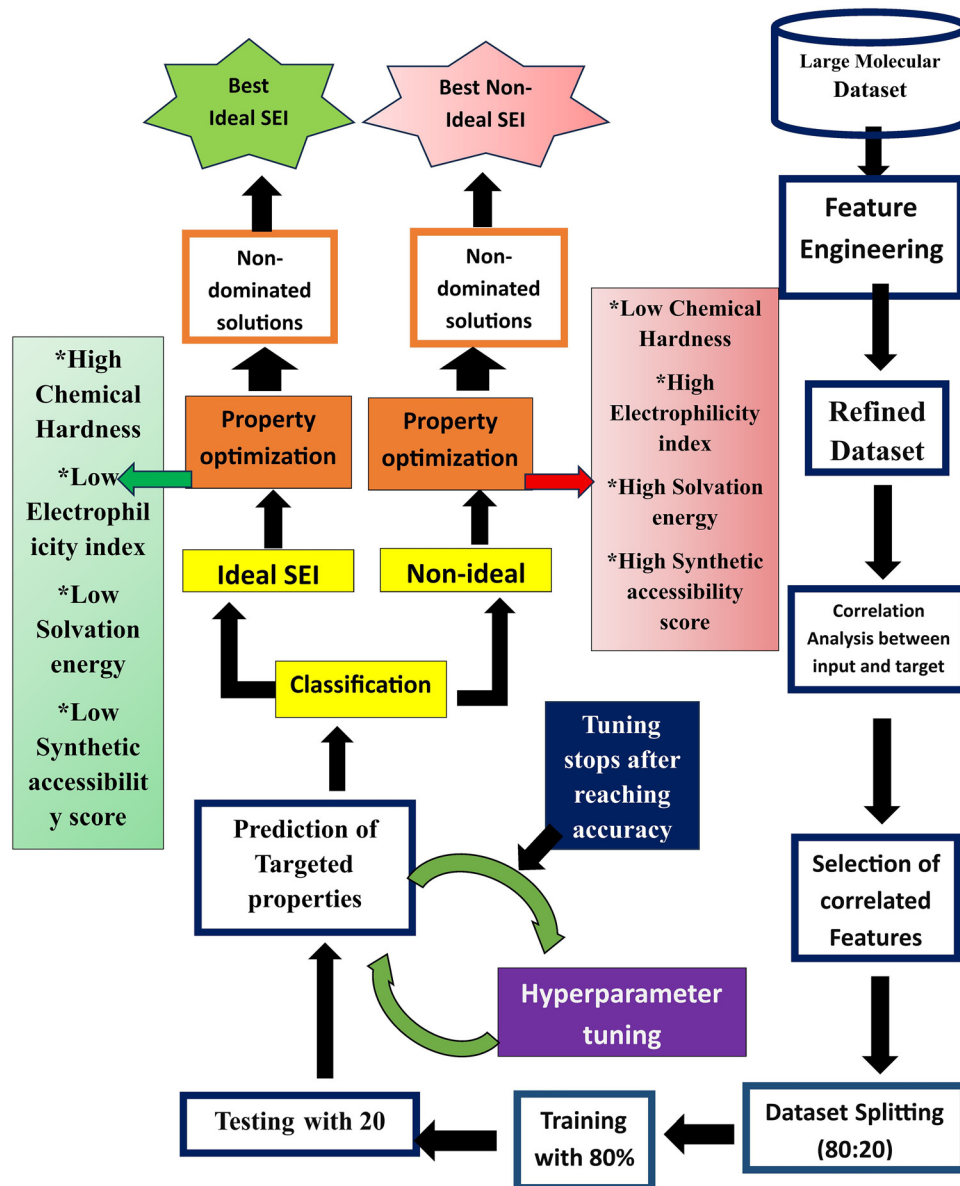 Large Molecular
Dataset
Feature
Engineering
Refined
Dataset
Correlation
Analysis between
input and target
Selection of
correlated
Features
Dataset Splitting
(80:20)
Training
with 80%
Testing with 20
Prediction of
Targeted
properties
Hyperparameter
tuning
Tuning
stops after
reaching
accuracy
Classification
Ideal SEI
Non-ideal
Property
optimization
Property
optimization
*High
Chemical
Hardness
*Low
Electrophil
icity index
*Low
Solvation
energy
*Low
Synthetic
accessibilit
y score
*Low Chemical
Hardness
*High
Electrophilicity
index
*High Solvation
energy
*High Synthetic
accessibility
score
Non-
dominated
solutions
Non-
dominated
solutions
Best
Ideal SEI
Best Non-
Ideal SEI